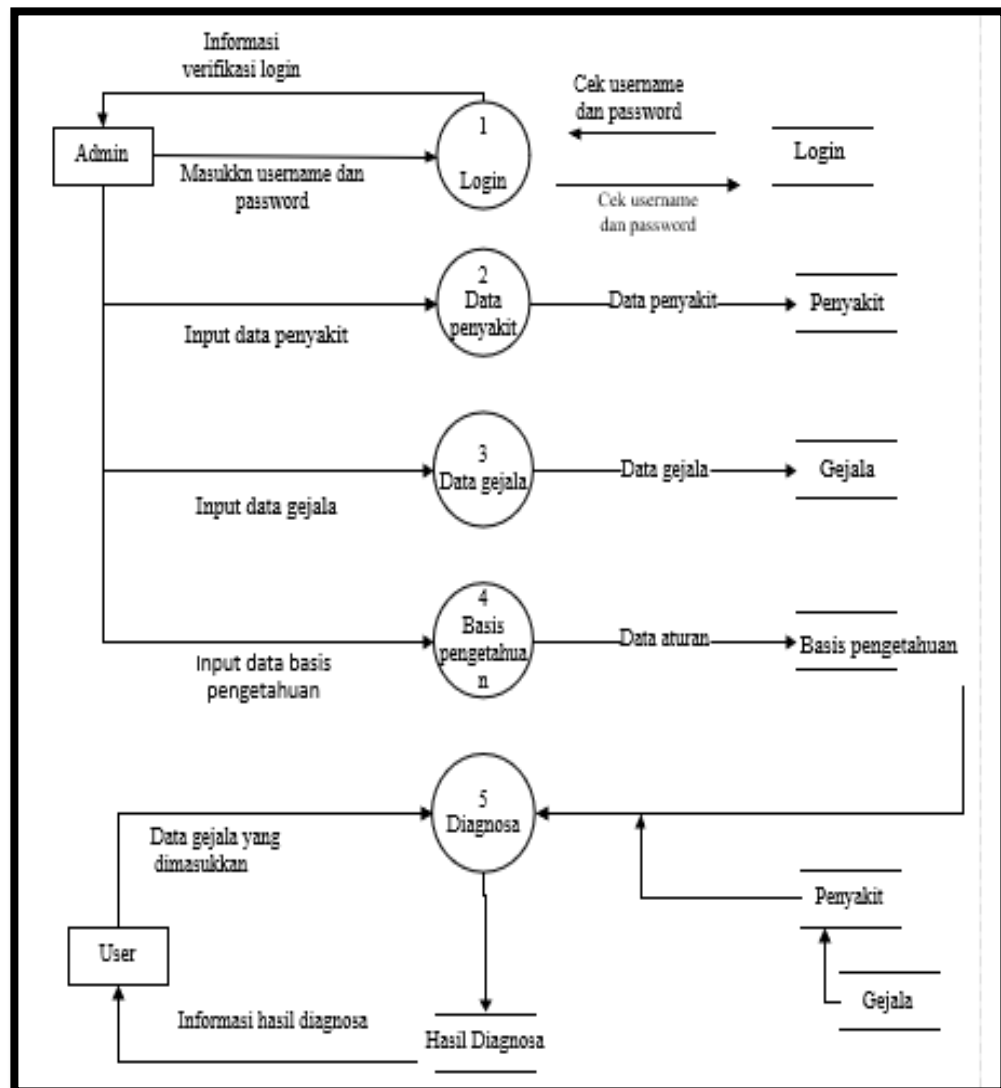 Informasi
verifikasi login
Cek username
dan password
Admin
1
Login
Login
Masukkn username dan
password
Cek username
dan password
2
Data
penyakit
Data penyakit
Penyakit
Input data penyakit
3
Data gejala
Data gejala
Gejala
Input data gejala
4
Basis
pengetahua
n
Data aturan
Basis pengetahuan
Input data basis
pengetahuan
5
Diagnosa
Data gejala yang
dimasukkan
Penyakit
User
Gejala
Informasi hasil diagnosa
Hasil Diagnosa